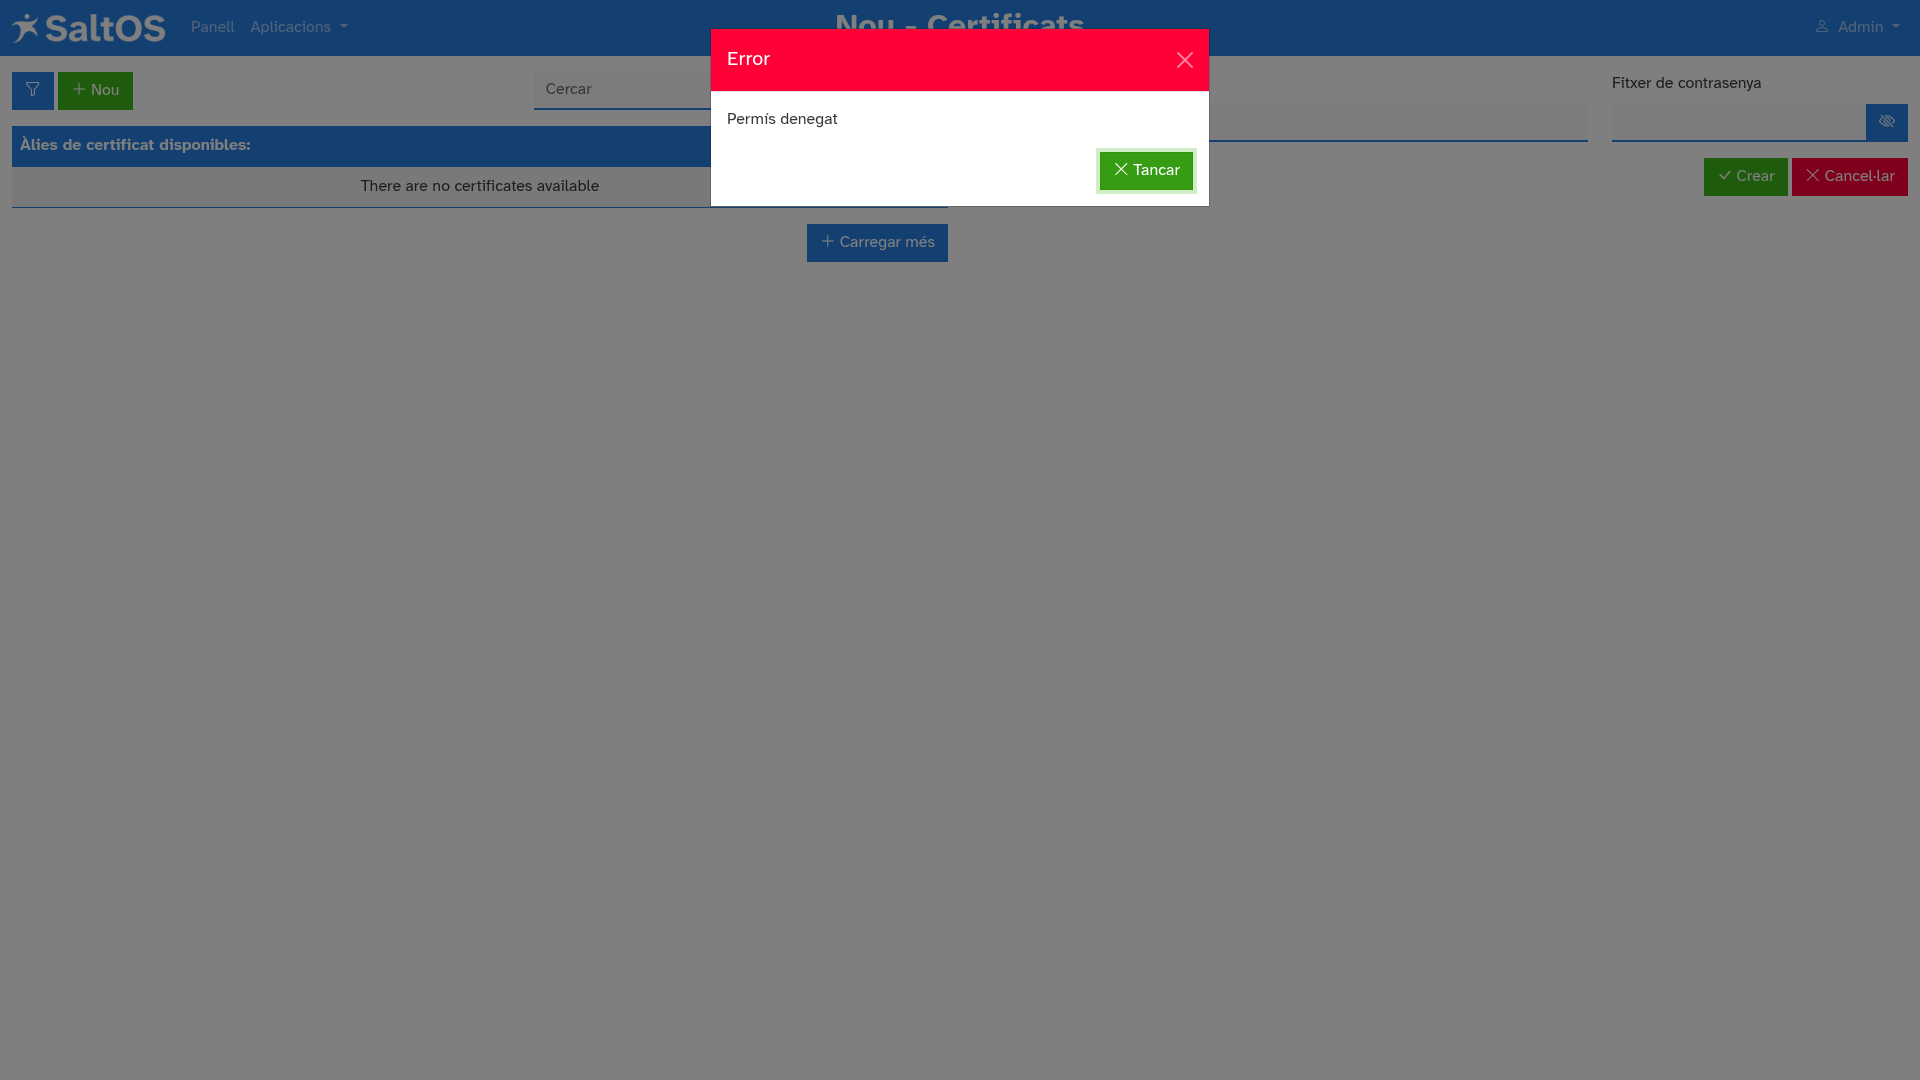 SaltOS
Panell
Aplicacions
Nou - Certificats
Admin
Error
Permís denegat
Tancar
Nou
Cercar
Fitxer de contrasenya
Àlies de certificat disponibles:
There are no certificates available
Crear
Cancel·lar
Carregar més